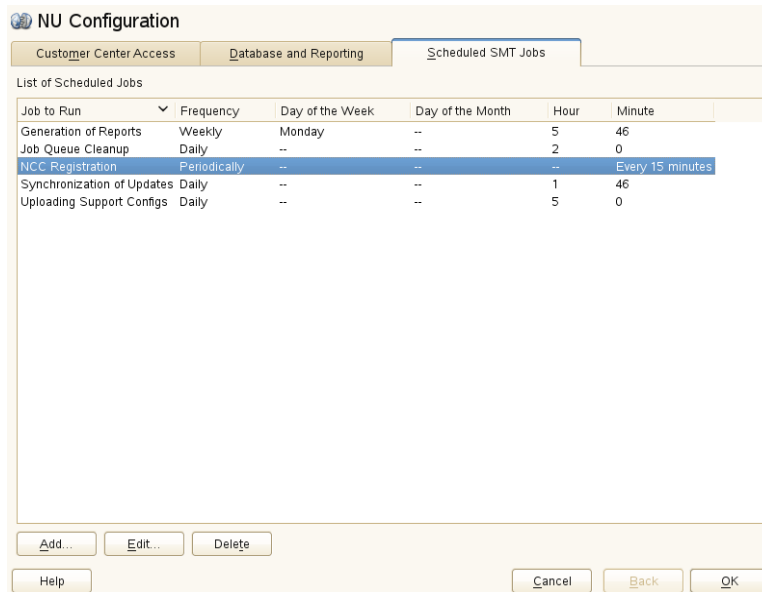 NU Configuration
Customer Center Access Database and Reporting Scheduled SMT Jobs
List of Scheduled Jobs
Job to Run Frequency Day of the Week Day of the Month Hour Minute
Generation of Reports Weekly Monday -- 5 46
Job Queue Cleanup Daily -- -- 2 0
NCC Registration Periodically -- -- -- Every 15 minutes
Synchronization of Updates Daily -- -- 1 46
Uploading Support Configs Daily -- -- 5 0
Add... Edit... Delete
Help Cancel Back OK